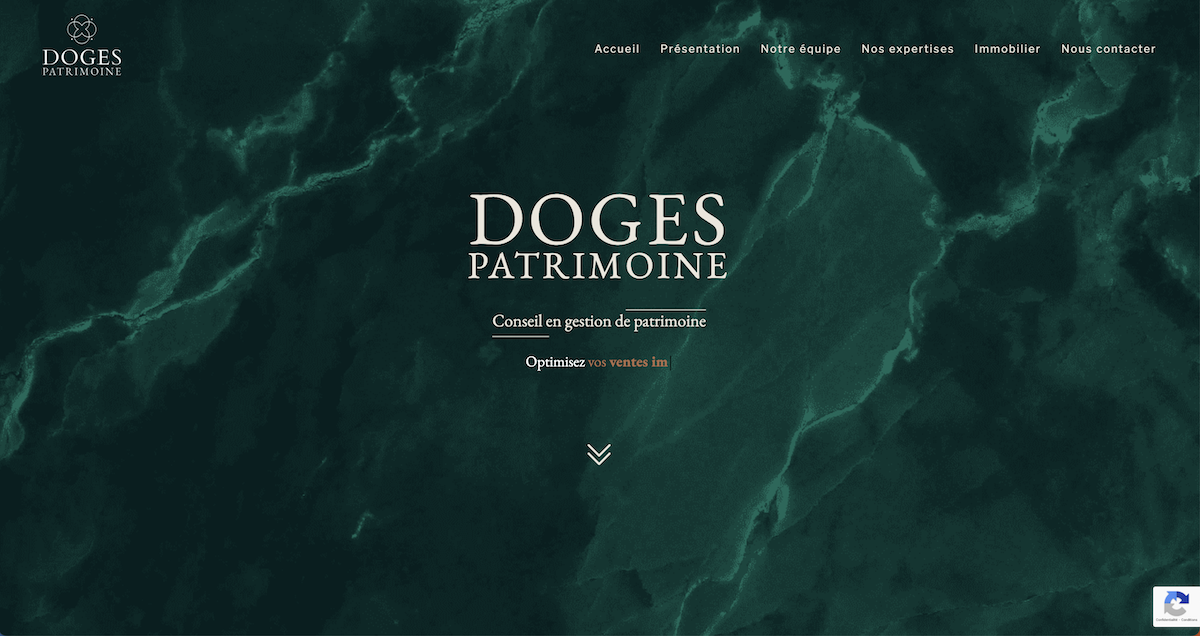 DOGES
PATRIMOINE
Accueil Présentation Notre équipe Nos expertises Immobilier Nous contacter
DOGES
PATRIMOINE
Conseil en gestion de patrimoine
Optimisez vos ventes im
Confidentialité -